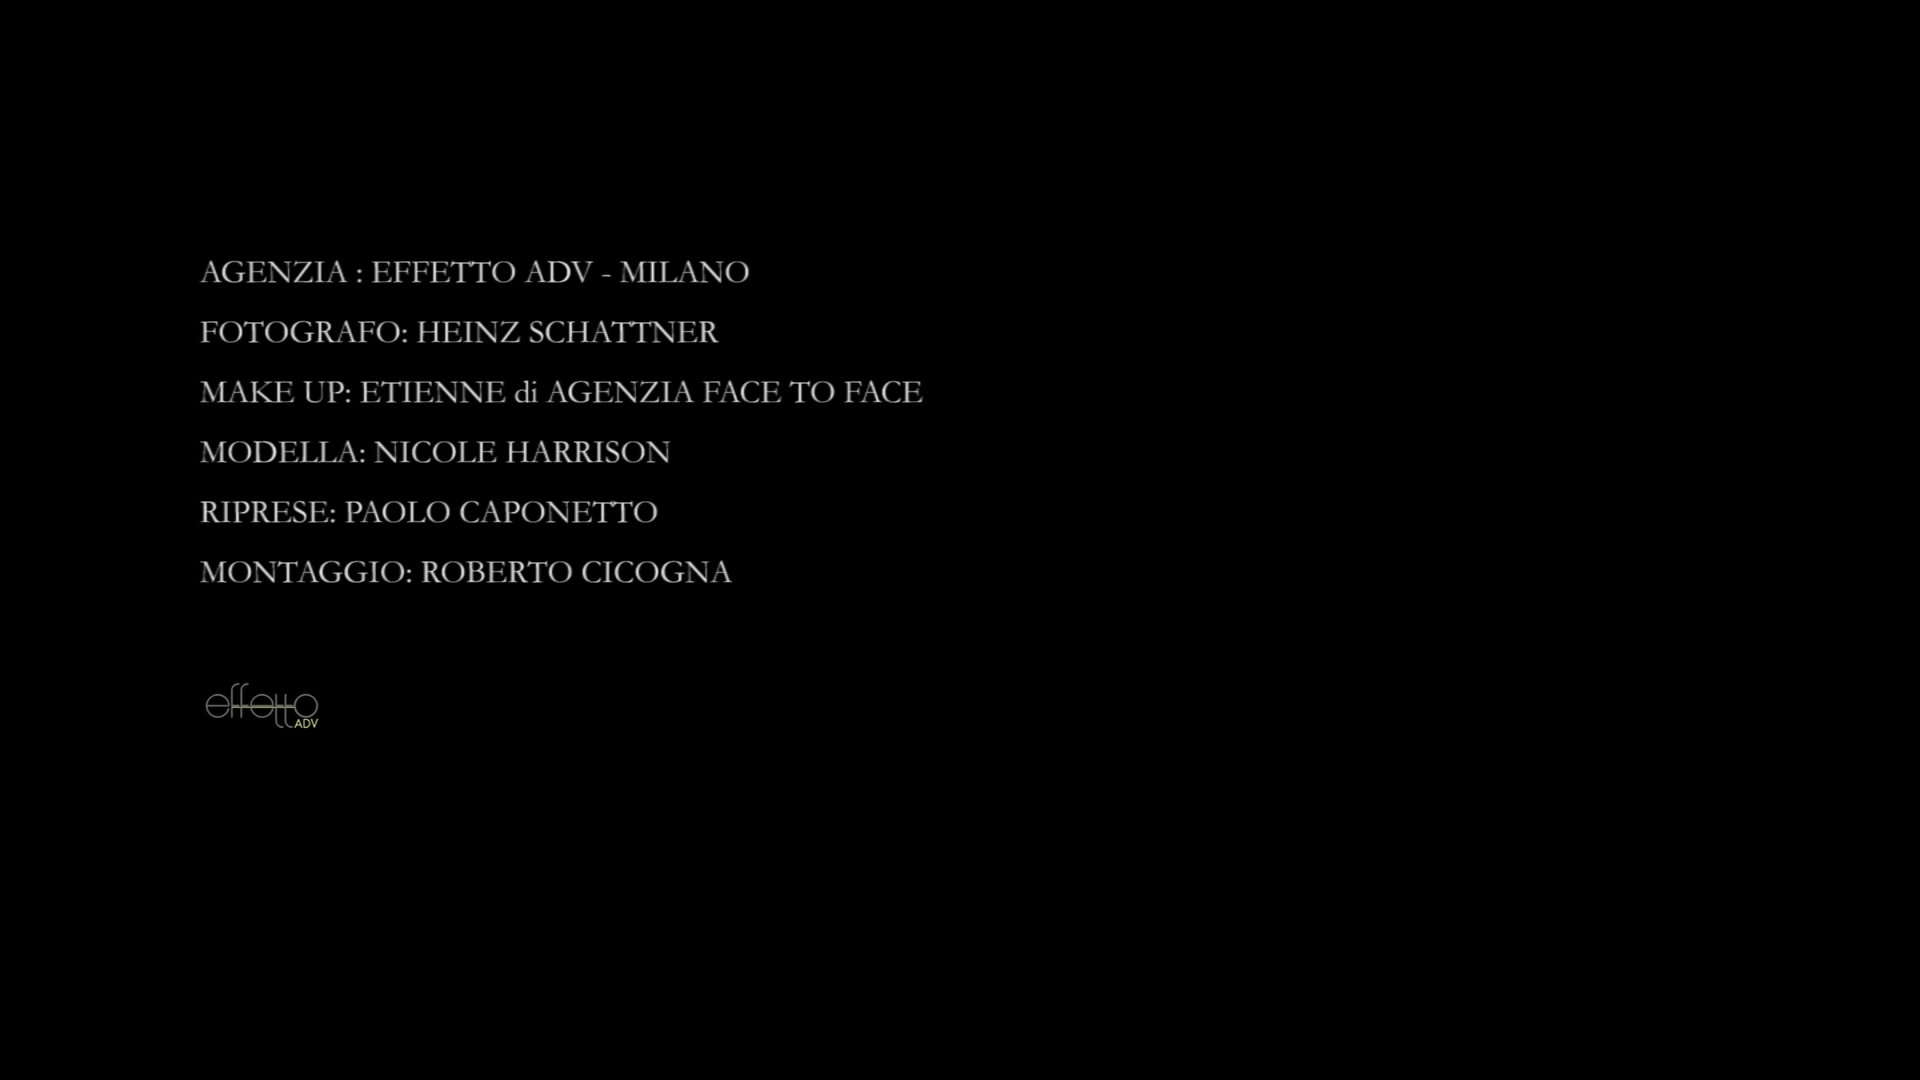 AGENZIA : EFFETTO ADV - MILANO
FOTOGRAFO: HEINZ SCHATTNER
MAKE UP: ETIENNE di AGENZIA FACE TO FACE
MODELLA: NICOLE HARRISON
RIPRESE: PAOLO CAPONETTO
MONTAGGIO: ROBERTO CICOGNA
effetto
ADV